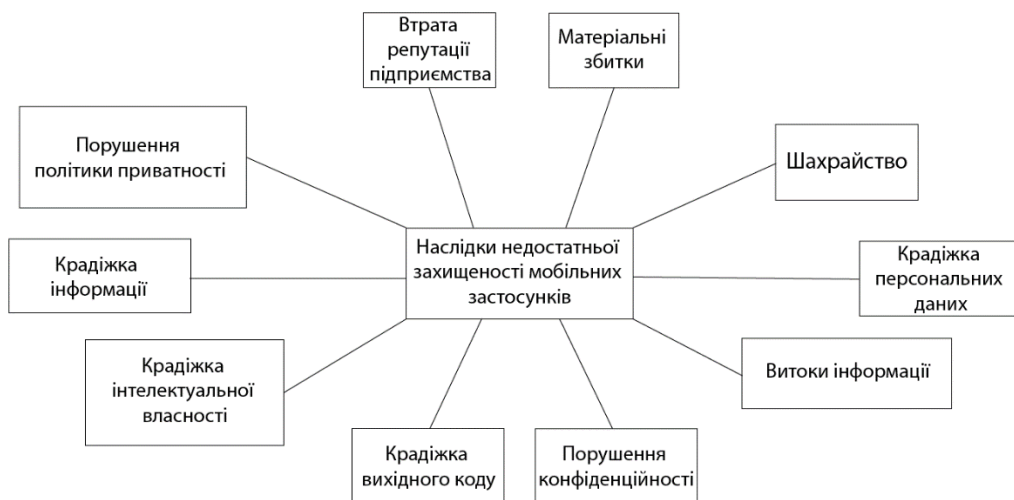 Втрата
репутації
підприємства
Матеріальні
збитки
Порушення
політики приватності
Шахрайство
Наслідки недостатньої
захищеності мобільних
застосунків
Крадіжка
інформації
Крадіжка
персональних
даних
Крадіжка
інтелектуальної
власності
Витоки інформації
Крадіжка
вихідного коду
Порушення
конфіденційності